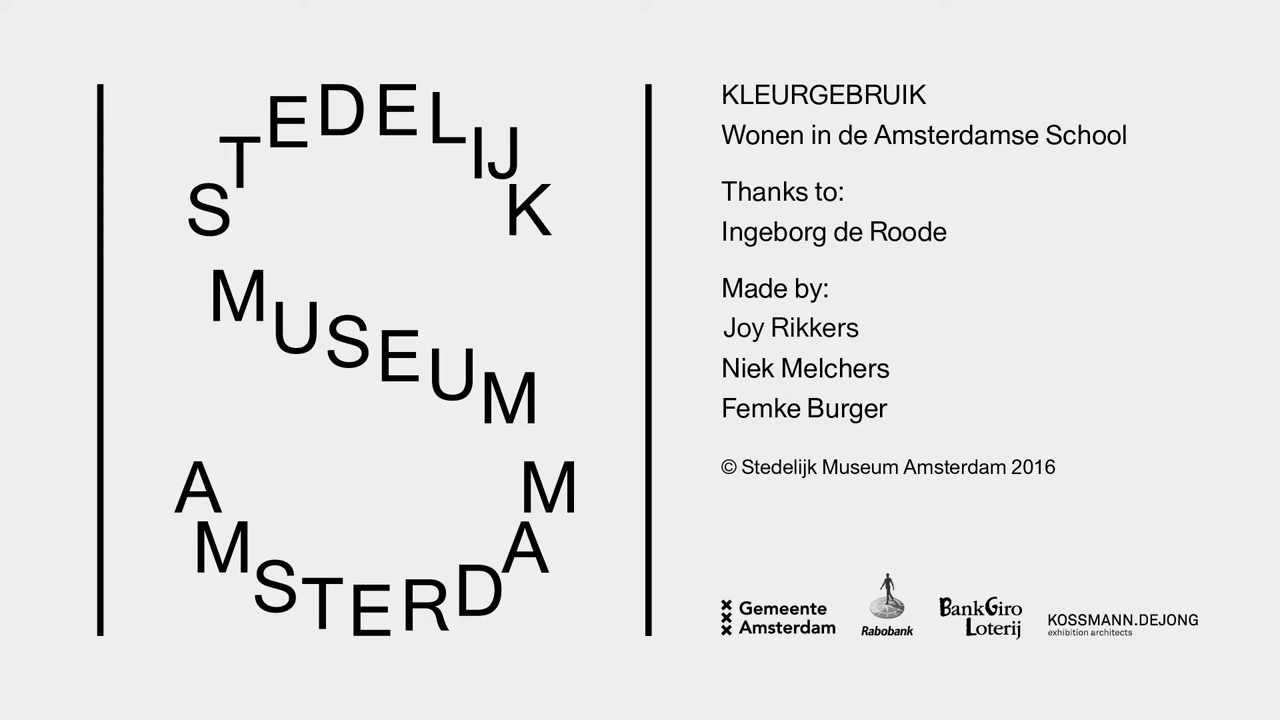 STEDELIJK
MUSEUM
AMSTERDAM
KLEURGEBRUIK
Wonen in de Amsterdamse School
Thanks to:
Ingeborg de Roode
Made by:
Joy Rikkers
Niek Melchers
Femke Burger
© Stedelijk Museum Amsterdam 2016
Gemeente
Amsterdam
Rabobank
BankGiro
Loterij
KOSSMANN.DEJONG
exhibition architects